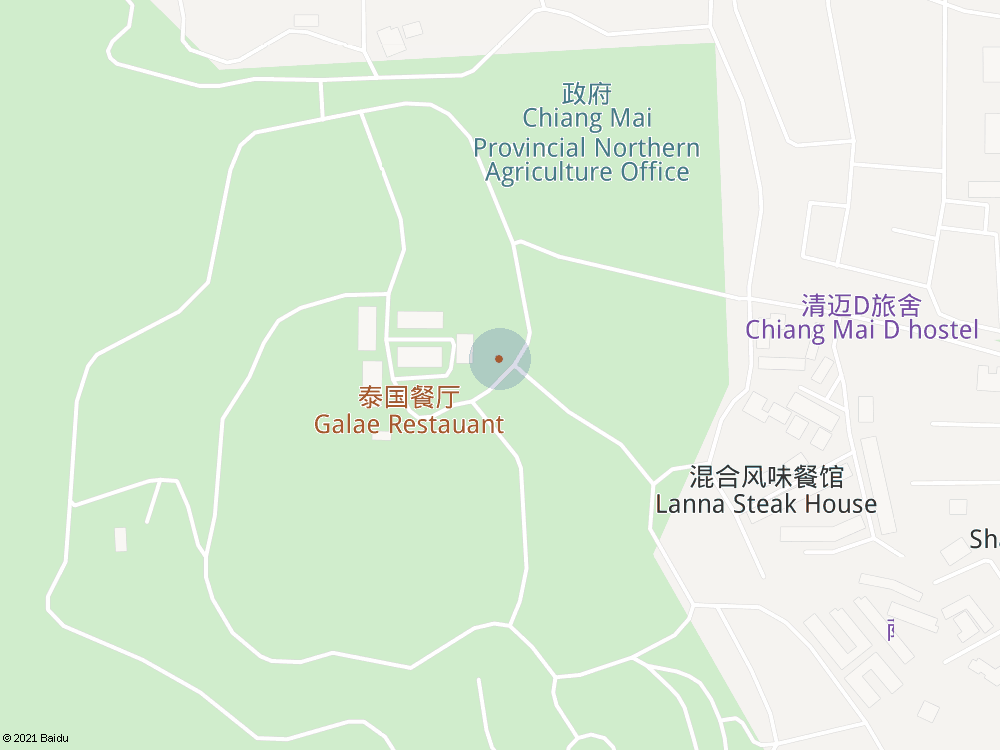 政府
Chiang Mai
Provincial Northern
Agriculture Office
清迈D旅舍
Chiang Mai D hostel
泰国餐厅
Galae Restauant
混合风味餐馆
Lanna Steak House
© 2021 Baidu